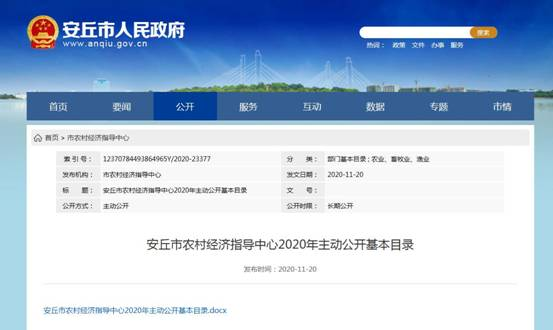 安丘市人民政府
www.anqiu.gov.cn
搜索
热词： 政策 文件 办事 服务
首页 要闻 公开 服务 互动 数据 专题 市情
首页 > 市农村经济指导中心
索 引 号： 12370784493864965Y/2020-23377 分 类： 部门基本目录；农业、畜牧业、渔业
发布机构： 市农村经济指导中心 发文日期： 2020-11-20
标 题： 安丘市农村经济指导中心2020年主动公开基本目录 文 号：
公开方式： 主动公开 公开时限： 长期公开
安丘市农村经济指导中心2020年主动公开基本目录
发布时间：2020-11-20
安丘市农村经济指导中心2020年主动公开基本目录.docx